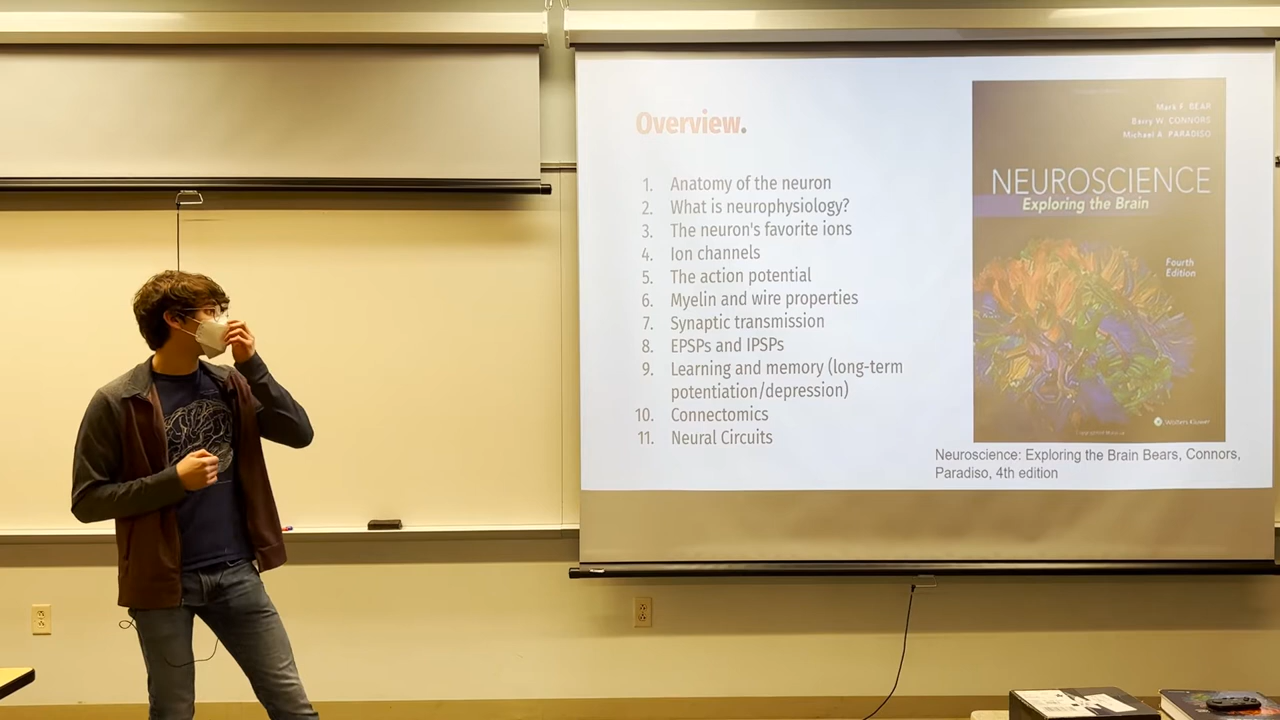 Overview.
1. Anatomy of the neuron
2. What is neurophysiology?
3. The neuron's favorite ions
4. Ion channels
5. The action potential
6. Myelin and wire properties
7. Synaptic transmission
8. EPSPs and IPSPs
9. Learning and memory (long-term
potentiation/depression)
10. Connectomics
11. Neural Circuits
Mark F. BEAR
Barry W. CONNORS
Michael A. PARADISO
NEUROSCIENCE
Exploring the Brain
Fourth
Edition
Wolters Kluwer
Neuroscience: Exploring the Brain Bears, Connors,
Paradiso, 4th edition